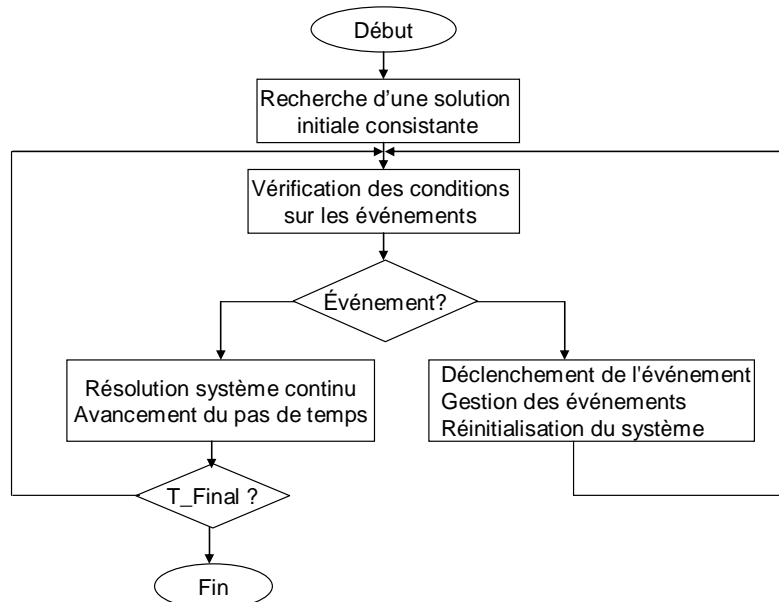 Début
Recherche d'une solution
initiale consistante
Vérification des conditions
sur les événements
Événement?
Résolution système continu
Avancement du pas de temps
Déclenchement de l'événement
Gestion des événements
Réinitialisation du système
T_Final ?
Fin